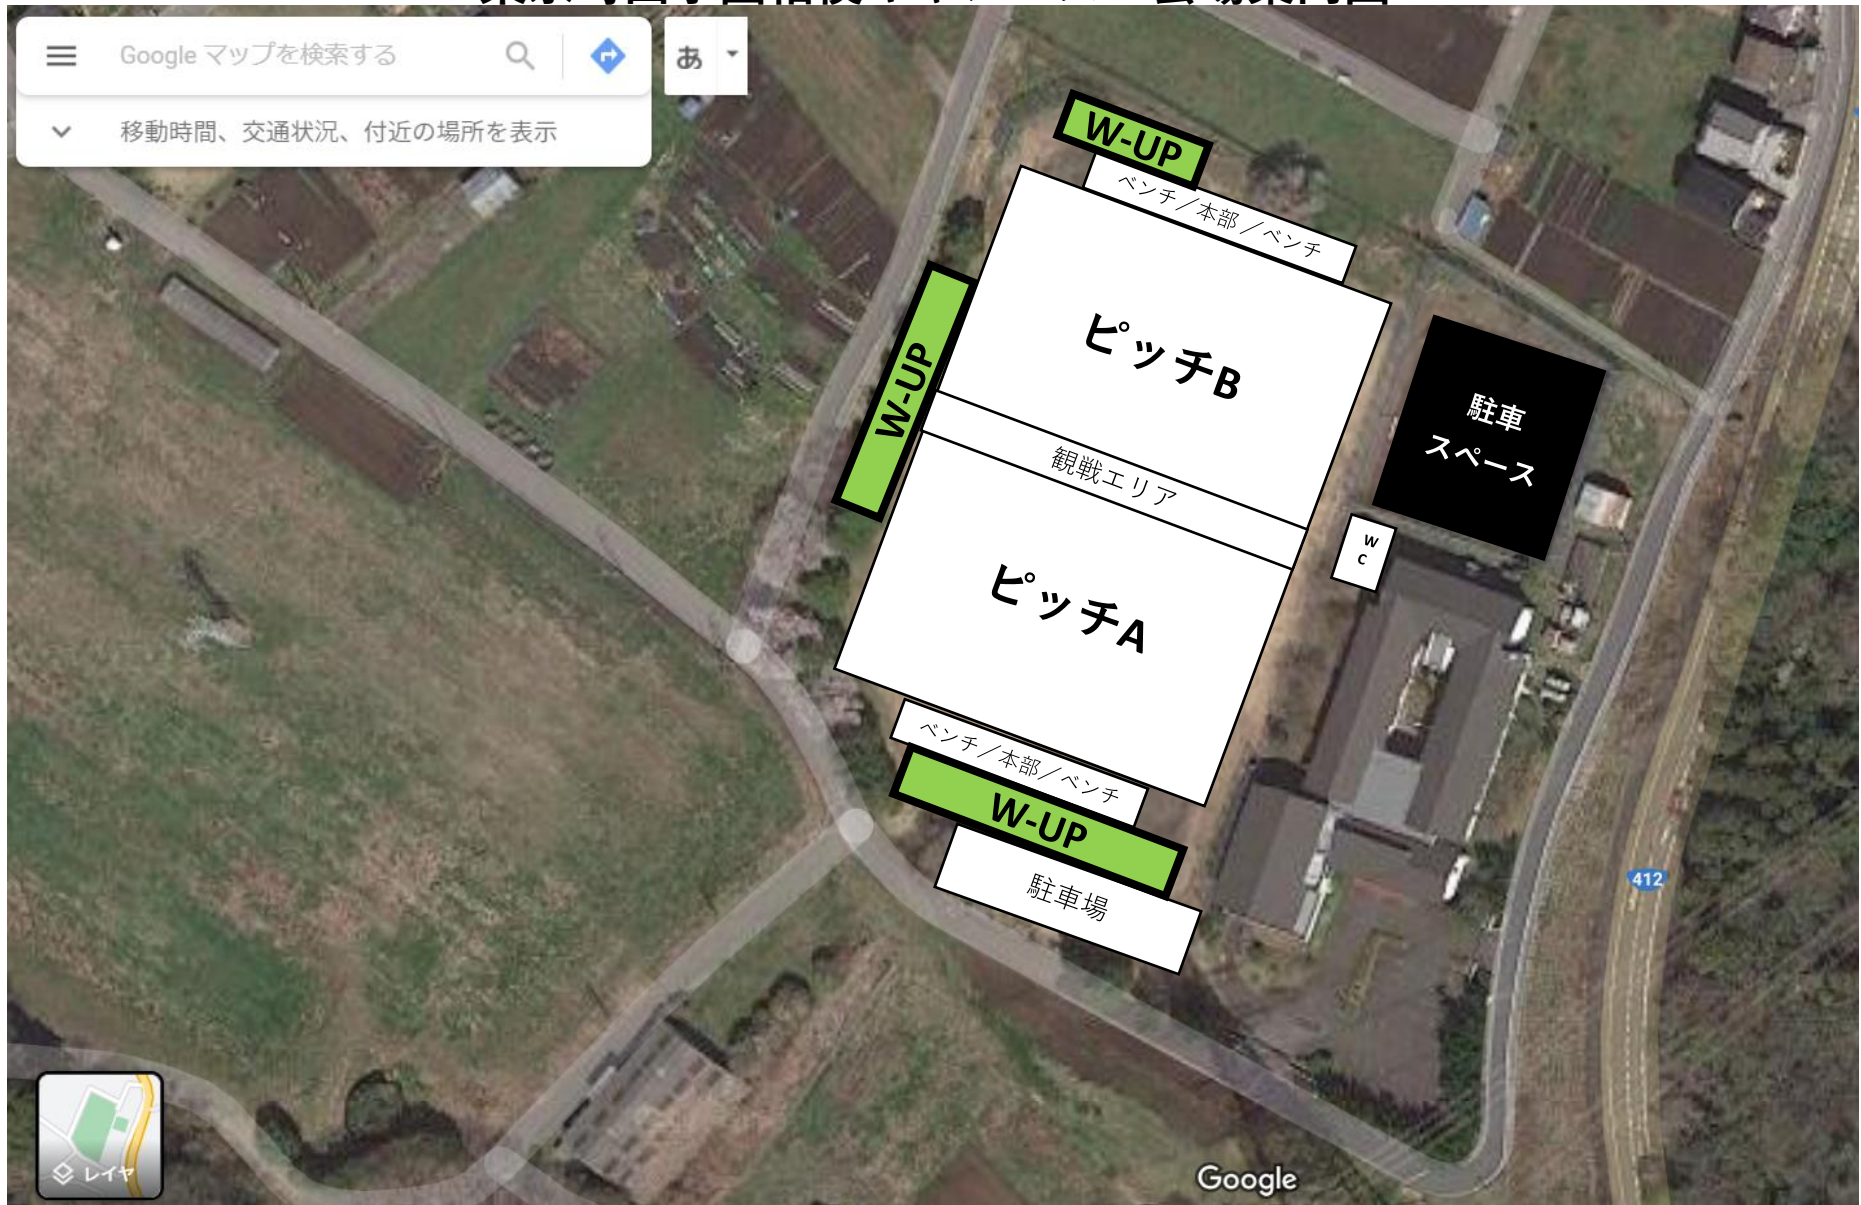 Google マップを検索する
あ
移動時間、交通状況、付近の場所を表示
W-UP
ベンチ／本部／ベンチ
ピッチB
W-UP
駐車
スペース
観戦エリア
W
C
ピッチA
ベンチ／本部／ベンチ
W-UP
駐車場
412
レイヤ
Google